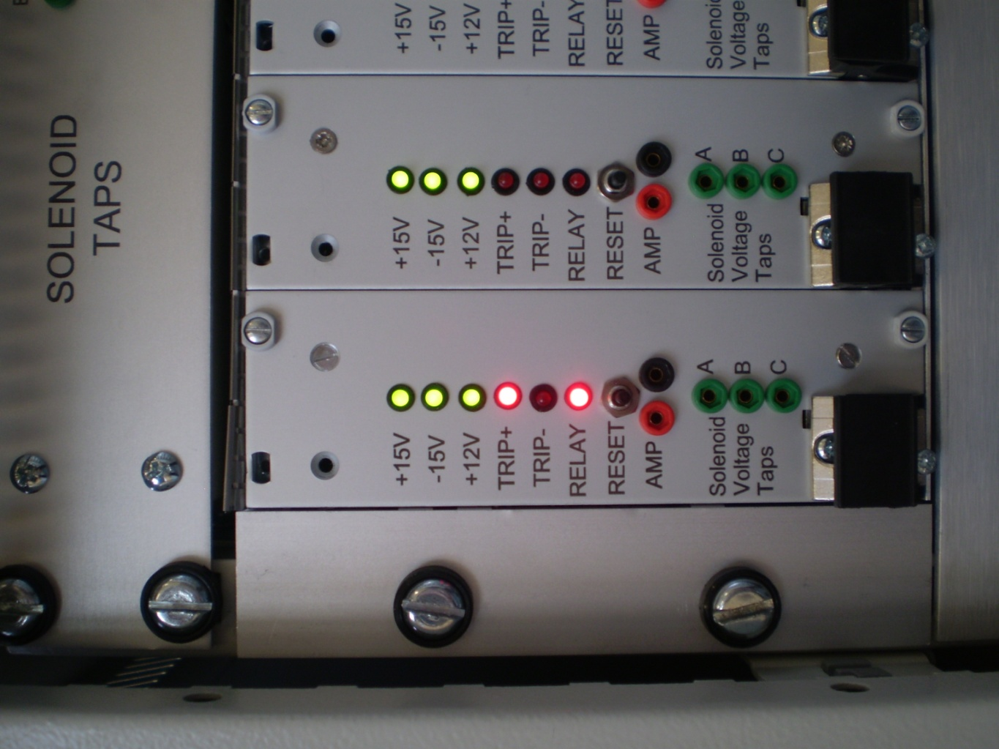 SOLENOID
TAPS
+15V
-15V
+12V
TRIP+
TRIP-
RELAY
RESET
AMP
Solenoid
Voltage
Taps
A
B
C
+15V
-15V
+12V
TRIP+
TRIP-
RELAY
RESET
AMP
Solenoid
Voltage
Taps
A
B
C
+15V
-15V
+12V
TRIP+
TRIP-
RELAY
RESET
AMP
Solenoid
Voltage
Taps